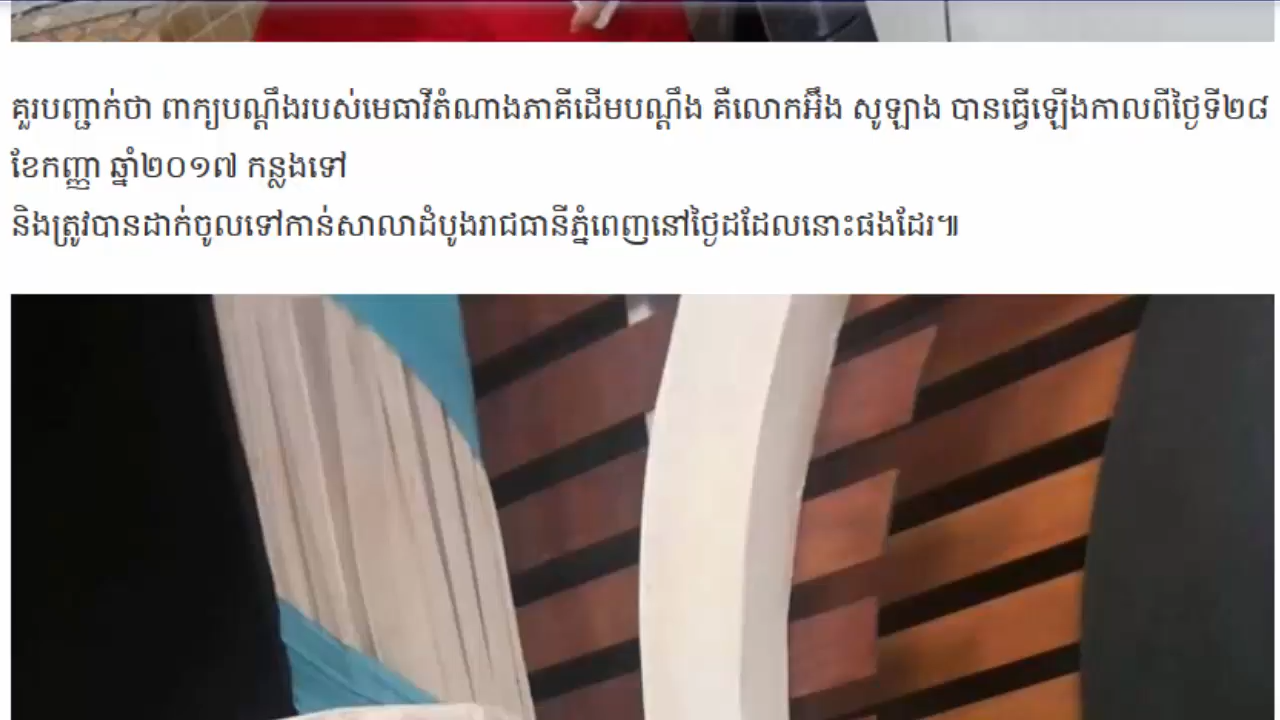 គួរបញ្ជាក់ថា ពាក្យបណ្ដឹងរបស់មេធាវីតំណាងភាគីដើមបណ្ដឹង គឺលោកអ៊ឹង សូឡាង បានធ្វើឡើងកាលពីថ្ងៃទី២៨
ខែកញ្ញា ឆ្នាំ២០១៧ កន្លងទៅ
និងត្រូវបានដាក់ចូលទៅកាន់សាលាដំបូងរាជធានីភ្នំពេញនៅថ្ងៃដដែលនោះផងដែរ៕